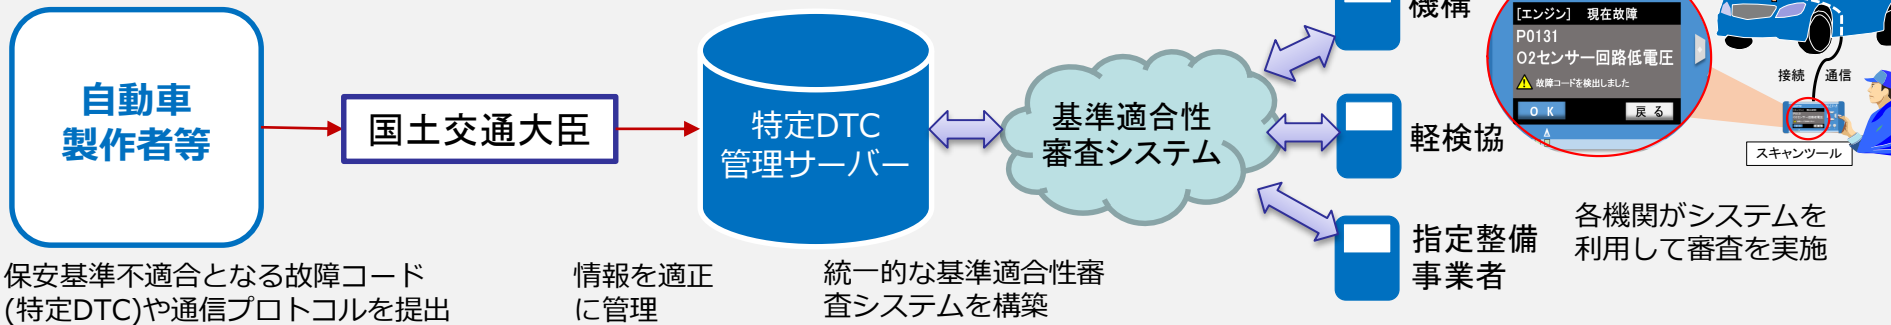 自動車
製作者等
国土交通大臣
特定DTC
管理サーバー
基準適合性
審査システム
機構
軽検協
指定整備
事業者
[エンジン] 現在故障
P0131
O2センサー回路低電圧
故障コードを検出しました
OK
戻る
接続 通信
スキャンツール
各機関がシステムを
利用して審査を実施
保安基準不適合となる故障コード
(特定DTC)や通信プロトコルを提出
情報を適正
に管理
統一的な基準適合性審
査システムを構築